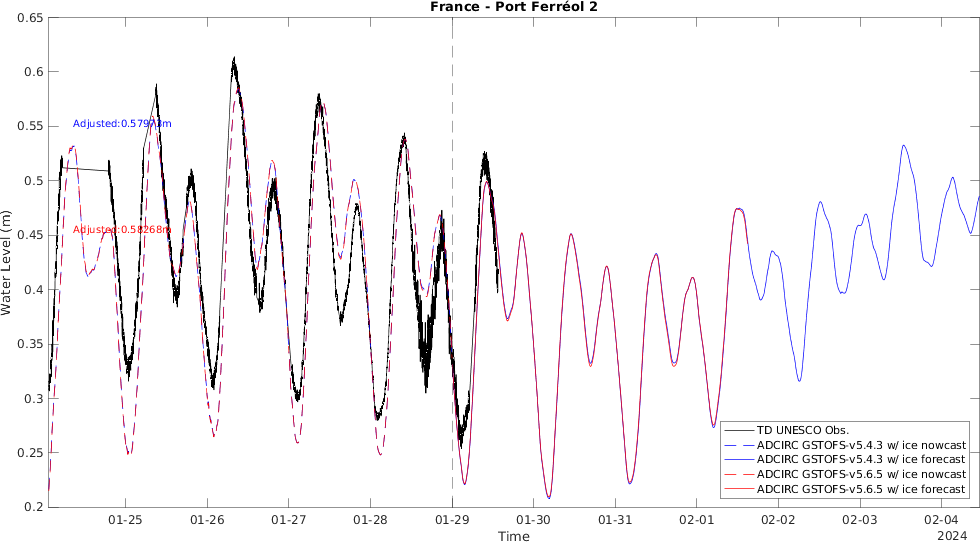 France - Port Ferréol 2
0.65
0.6
0.55
0.5
0.45
0.4
0.35
0.3
0.25
0.2
Water Level (m)
Adjusted:0.57973m
Adjusted:0.58268m
TD UNESCO Obs.
ADCIRC GSTOFS-v5.4.3 w/ ice nowcast
ADCIRC GSTOFS-v5.4.3 w/ ice forecast
ADCIRC GSTOFS-v5.6.5 w/ ice nowcast
ADCIRC GSTOFS-v5.6.5 w/ ice forecast
01-25 01-26 01-27 01-28 01-29 01-30 01-31 02-01 02-02 02-03 02-04
Time
2024